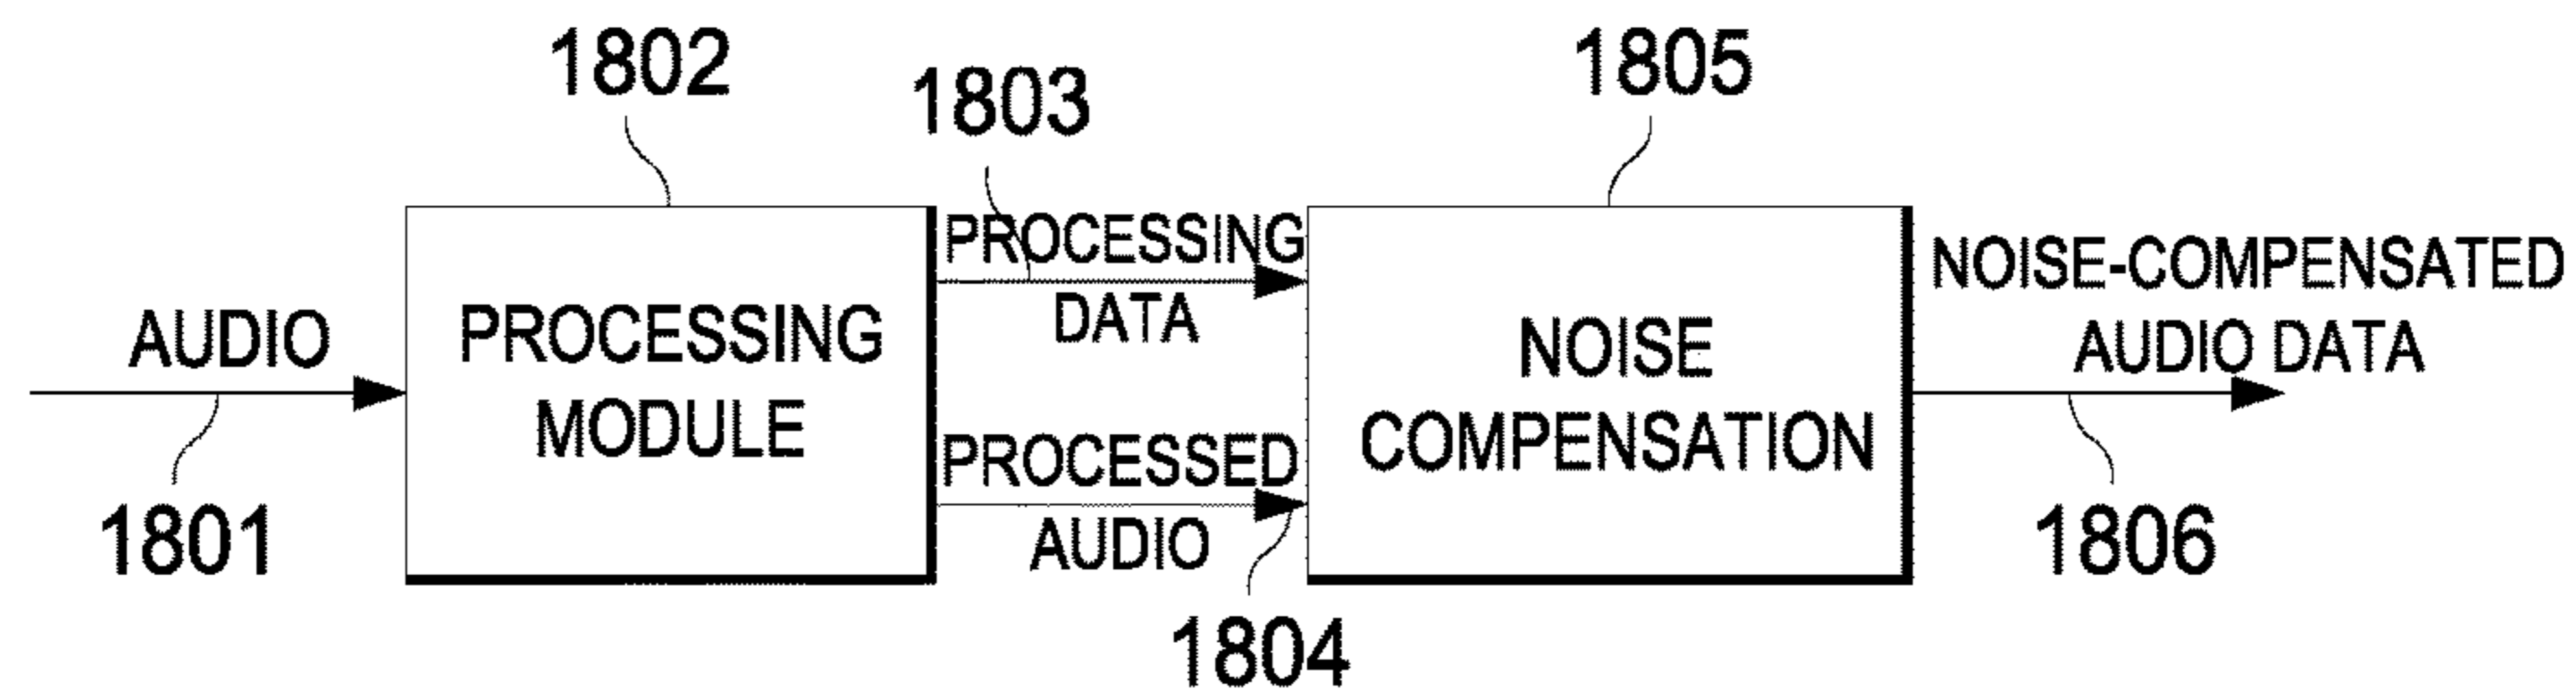 1802
1803
1805
AUDIO
1801
PROCESSING
MODULE
PROCESSING
DATA
PROCESSED
AUDIO
1804
NOISE
COMPENSATION
NOISE-COMPENSATED
AUDIO DATA
1806